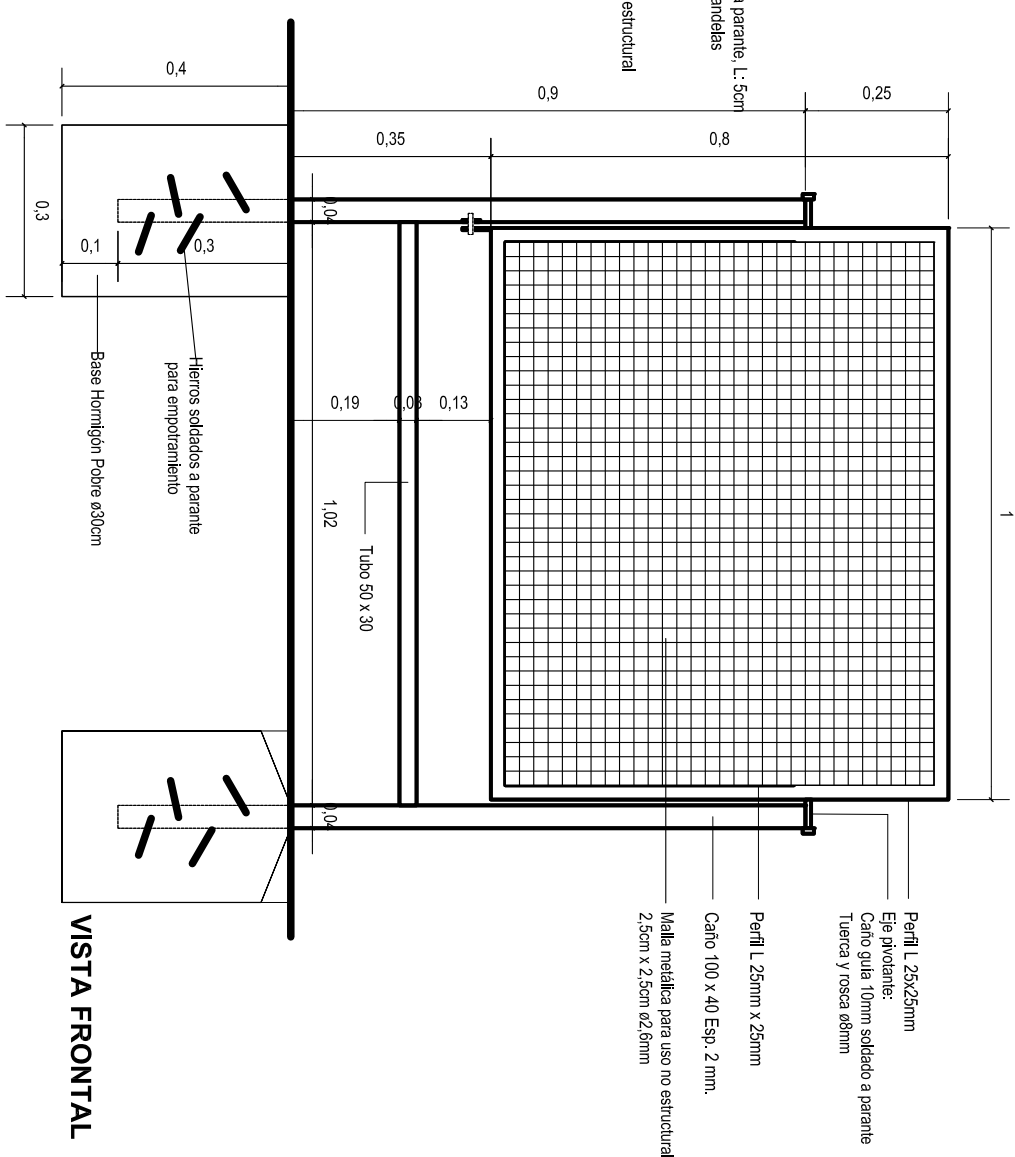 a parante, L: 5cm
andelas
estructural
0,4
0,9
0,25
0,35
0,8
0,3
0,1
0,3
0,04
Hierros soldados a parante
para empotramiento
Base Hormigón Pobre ø30cm
0,19
0,03
0,13
1,02
Tubo 50 x 30
1
0,04
Perfil L 25x25mm
Eje pivotante:
Caño guía 10mm soldado a parante
Tuerca y rosca ø8mm
Perfil L 25mm x 25mm
Caño 100 x 40 Esp. 2 mm.
Malla metálica para uso no estructural
2,5cm x 2,5cm ø2,6mm
VISTA FRONTAL